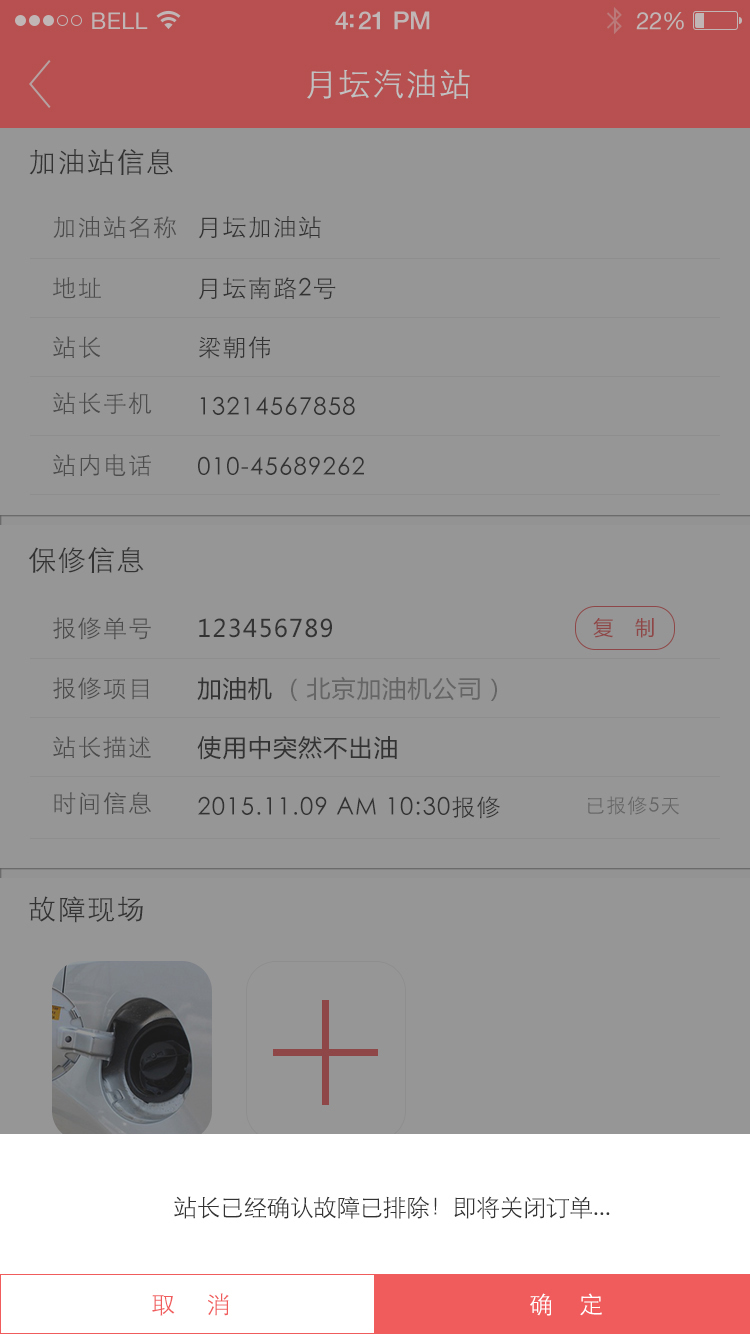 BELL 4:21 PM 22%
月坛汽油站
加油站信息
加油站名称 月坛加油站
地址 月坛南路2号
站长 梁朝伟
站长手机 13214567858
站内电话 010-45689262
保修信息
报修单号 123456789 复 制
报修项目 加油机（北京加油机公司）
站长描述 使用中突然不出油
时间信息 2015.11.09 AM 10:30报修 已报修5天
故障现场
站长已经确认故障已排除！即将关闭订单...
取 消 确 定